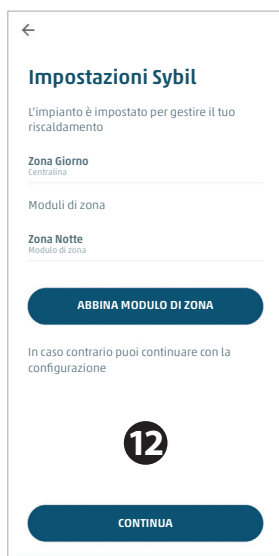 Impostazioni Sybil
L'impianto è impostato per gestire il tuo
riscaldamento
Zona Giorno
Centralina
Moduli di zona
Zona Notte
Modulo di zona
ABBINA MODULO DI ZONA
In caso contrario puoi continuare con la
configurazione
12
CONTINUA